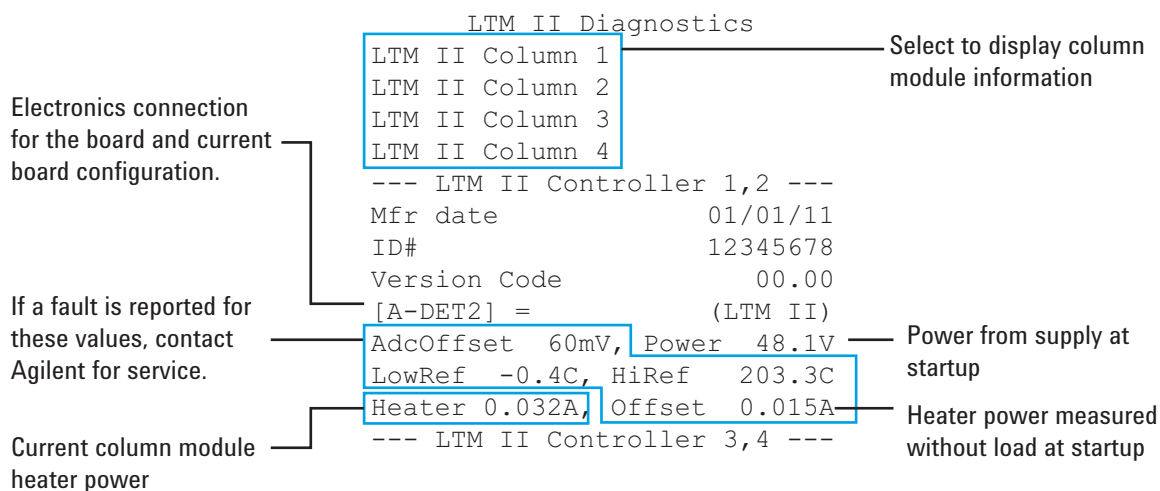 LTM II Diagnostics
LTM II Column 1
LTM II Column 2
LTM II Column 3
LTM II Column 4
--- LTM II Controller 1,2 ---
Mfr date 01/01/11
ID# 12345678
Version Code 00.00
[A-DET2] = (LTM II)
AdcOffset 60mV, Power 48.1V
LowRef -0.4C, HiRef 203.3C
Heater 0.032A, Offset 0.015A
--- LTM II Controller 3,4 ---
Electronics connection
for the board and current
board configuration.
If a fault is reported for
these values, contact
Agilent for service.
Current column module
heater power
Select to display column
module information
Power from supply at
startup
Heater power measured
without load at startup